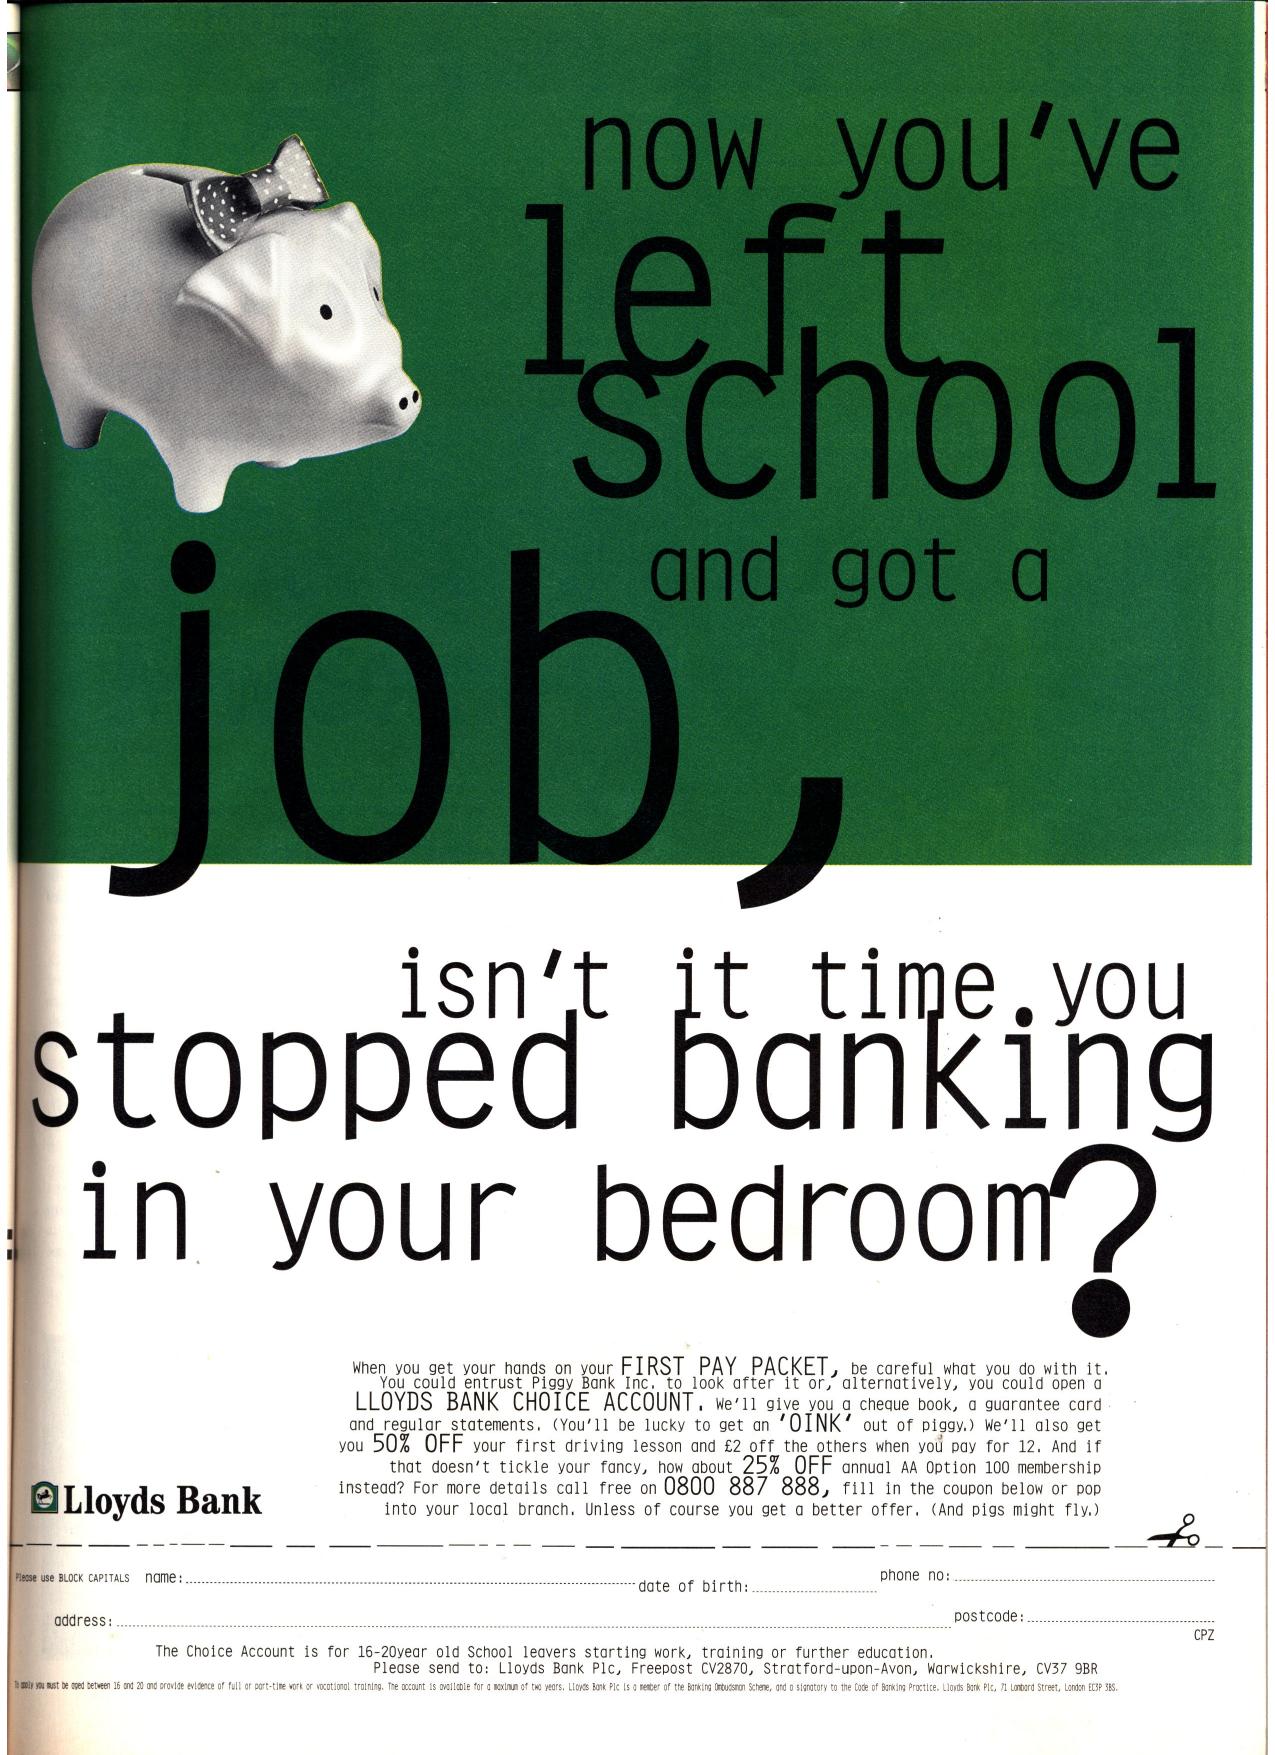 now you've
left
school
and got a
job,
isn't it time you
stopped banking
in your bedroom?
When you get your hands on your FIRST PAY PACKET, be careful what you do with it.
You could entrust Piggy Bank Inc. to look after it or, alternatively, you could open a
LLOYDS BANK CHOICE ACCOUNT. We'll give you a cheque book, a guarantee card
and regular statements. (You'll be lucky to get an 'OINK' out of piggy.) We'll also get
you 50% OFF your first driving lesson and £2 off the others when you pay for 12. And if
that doesn't tickle your fancy, how about 25% OFF annual AA Option 100 membership
instead? For more details call free on 0800 887 888, fill in the coupon below or pop
into your local branch. Unless of course you get a better offer. (And pigs might fly.)
Lloyds Bank
Please use BLOCK CAPITALS name: date of birth: phone no:
address: postcode:
CPZ
The Choice Account is for 16-20year old School leavers starting work, training or further education.
Please send to: Lloyds Bank Plc, Freepost CV2870, Stratford-upon-Avon, Warwickshire, CV37 9BR
To apply you must be aged between 16 and 20 and provide evidence of full or part-time work or vocational training. The account is available for a maximum of two years. Lloyds Bank Plc is a member of the Banking Ombudsman Scheme, and a signatory to the Code of Banking Practice. Lloyds Bank Plc, 71 Lombard Street, London EC3P 3BS.